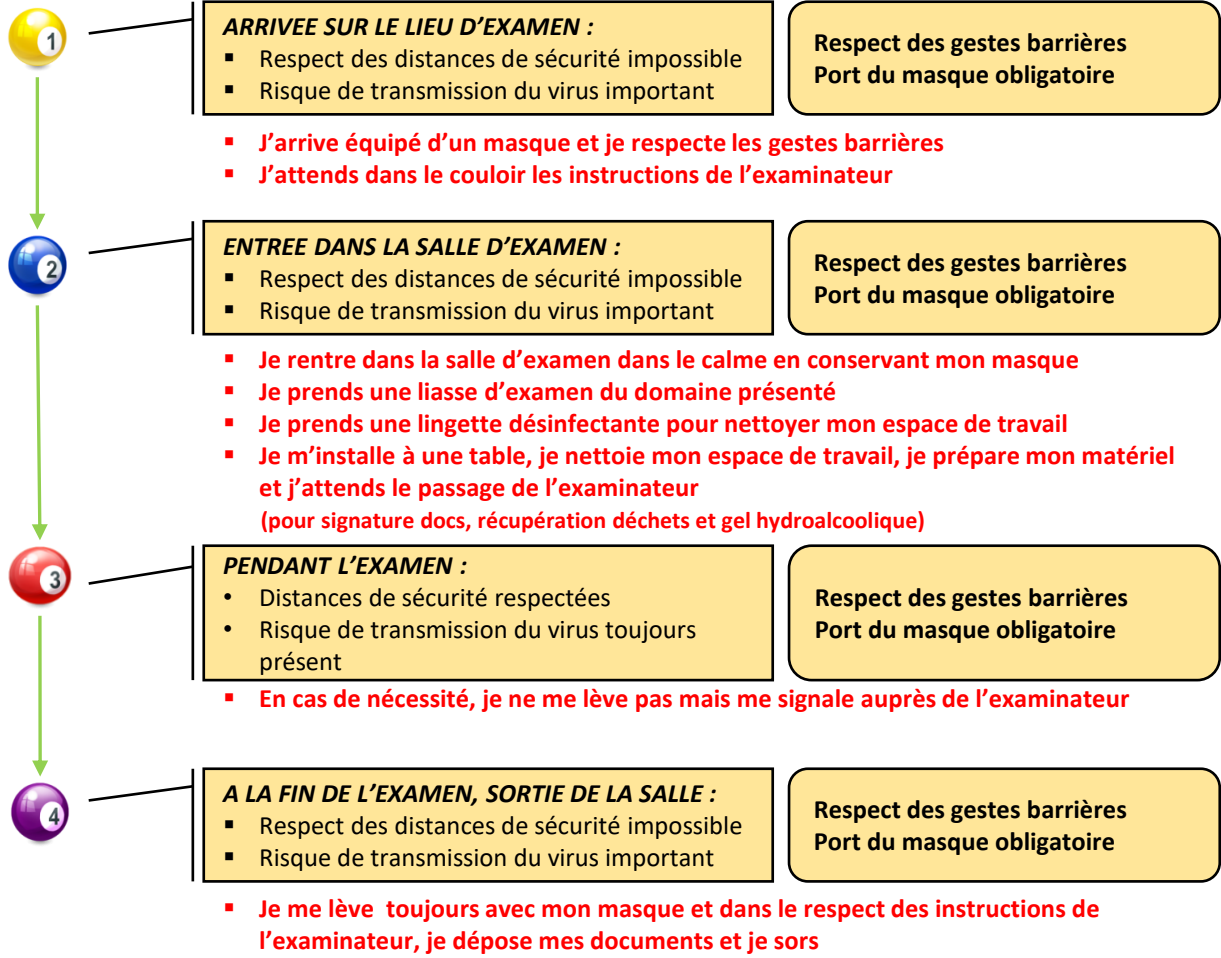 1
ARRIVEE SUR LE LIEU D’EXAMEN :
▪ Respect des distances de sécurité impossible
▪ Risque de transmission du virus important
Respect des gestes barrières
Port du masque obligatoire
▪ J’arrive équipé d’un masque et je respecte les gestes barrières
▪ J’attends dans le couloir les instructions de l’examinateur
2
ENTREE DANS LA SALLE D’EXAMEN :
▪ Respect des distances de sécurité impossible
▪ Risque de transmission du virus important
Respect des gestes barrières
Port du masque obligatoire
▪ Je rentre dans la salle d’examen dans le calme en conservant mon masque
▪ Je prends une liasse d’examen du domaine présenté
▪ Je prends une lingette désinfectante pour nettoyer mon espace de travail
▪ Je m’installe à une table, je nettoie mon espace de travail, je prépare mon matériel
et j’attends le passage de l’examinateur
(pour signature docs, récupération déchets et gel hydroalcoolique)
3
PENDANT L’EXAMEN :
• Distances de sécurité respectées
• Risque de transmission du virus toujours
présent
Respect des gestes barrières
Port du masque obligatoire
▪ En cas de nécessité, je ne me lève pas mais me signale auprès de l’examinateur
4
A LA FIN DE L’EXAMEN, SORTIE DE LA SALLE :
▪ Respect des distances de sécurité impossible
▪ Risque de transmission du virus important
Respect des gestes barrières
Port du masque obligatoire
▪ Je me lève toujours avec mon masque et dans le respect des instructions de
l’examinateur, je dépose mes documents et je sors